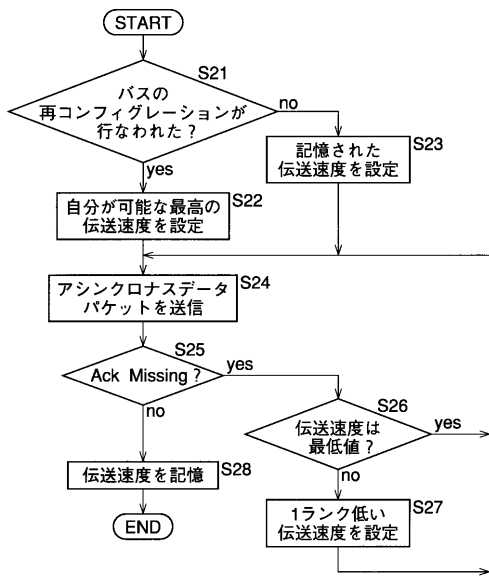 START
S21
バスの
再コンフィグレーションが
行なわれた？
no
yes
S23
記憶された
伝送速度を設定
S22
自分が可能な最高の
伝送速度を設定
S24
アシンクロナスデータ
パケットを送信
S25
Ack Missing？
yes
no
S26
伝送速度は
最低値？
yes
no
S28
伝送速度を記憶
S27
1ランク低い
伝送速度を設定
END